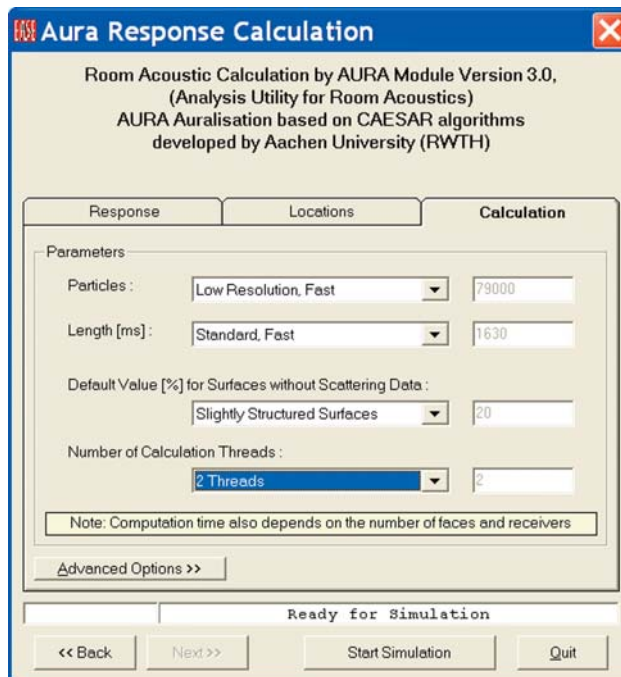 EASE Aura Response Calculation
Room Acoustic Calculation by AURA Module Version 3.0,
(Analysis Utility for Room Acoustics)
AURA Auralisation based on CAESAR algorithms
developed by Aachen University (RWTH)
Response Locations Calculation
Parameters
Particles : Low Resolution, Fast 79000
Length [ms] : Standard, Fast 1630
Default Value [%] for Surfaces without Scattering Data :
Slightly Structured Surfaces 20
Number of Calculation Threads :
2 Threads 2
Note: Computation time also depends on the number of faces and receivers
Advanced Options >>
Ready for Simulation
<< Back Next >> Start Simulation Quit